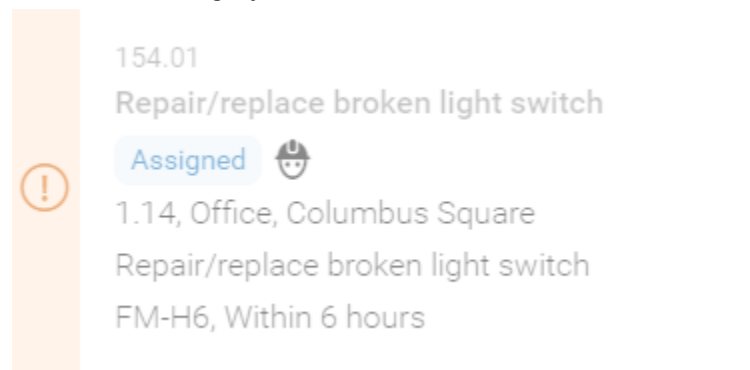 154.01
Repair/replace broken light switch
Assigned
1.14, Office, Columbus Square
Repair/replace broken light switch
FM-H6, Within 6 hours